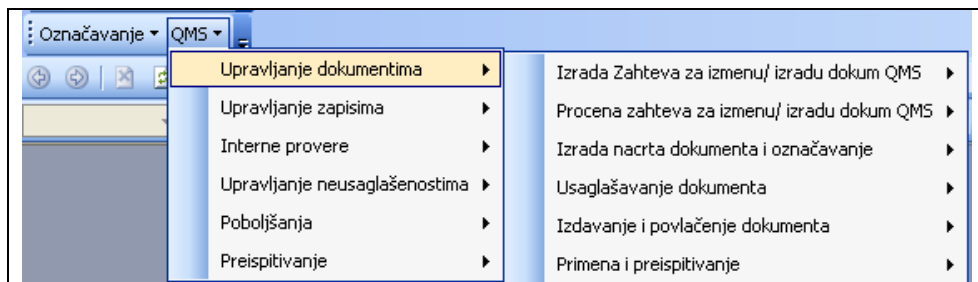 Označavanje QMS
Upravljanje dokumentima
Upravljanje zapisima
Interne provere
Upravljanje neusaglašenostima
Poboljšanja
Preispitivanje
Izrada Zahteva za izmenu/ izradu dokum QMS
Procena zahteva za izmenu/ izradu dokum QMS
Izrada nacrta dokumenta i označavanje
Usaglašavanje dokumenta
Izdavanje i povlačenje dokumenta
Primena i preispitivanje